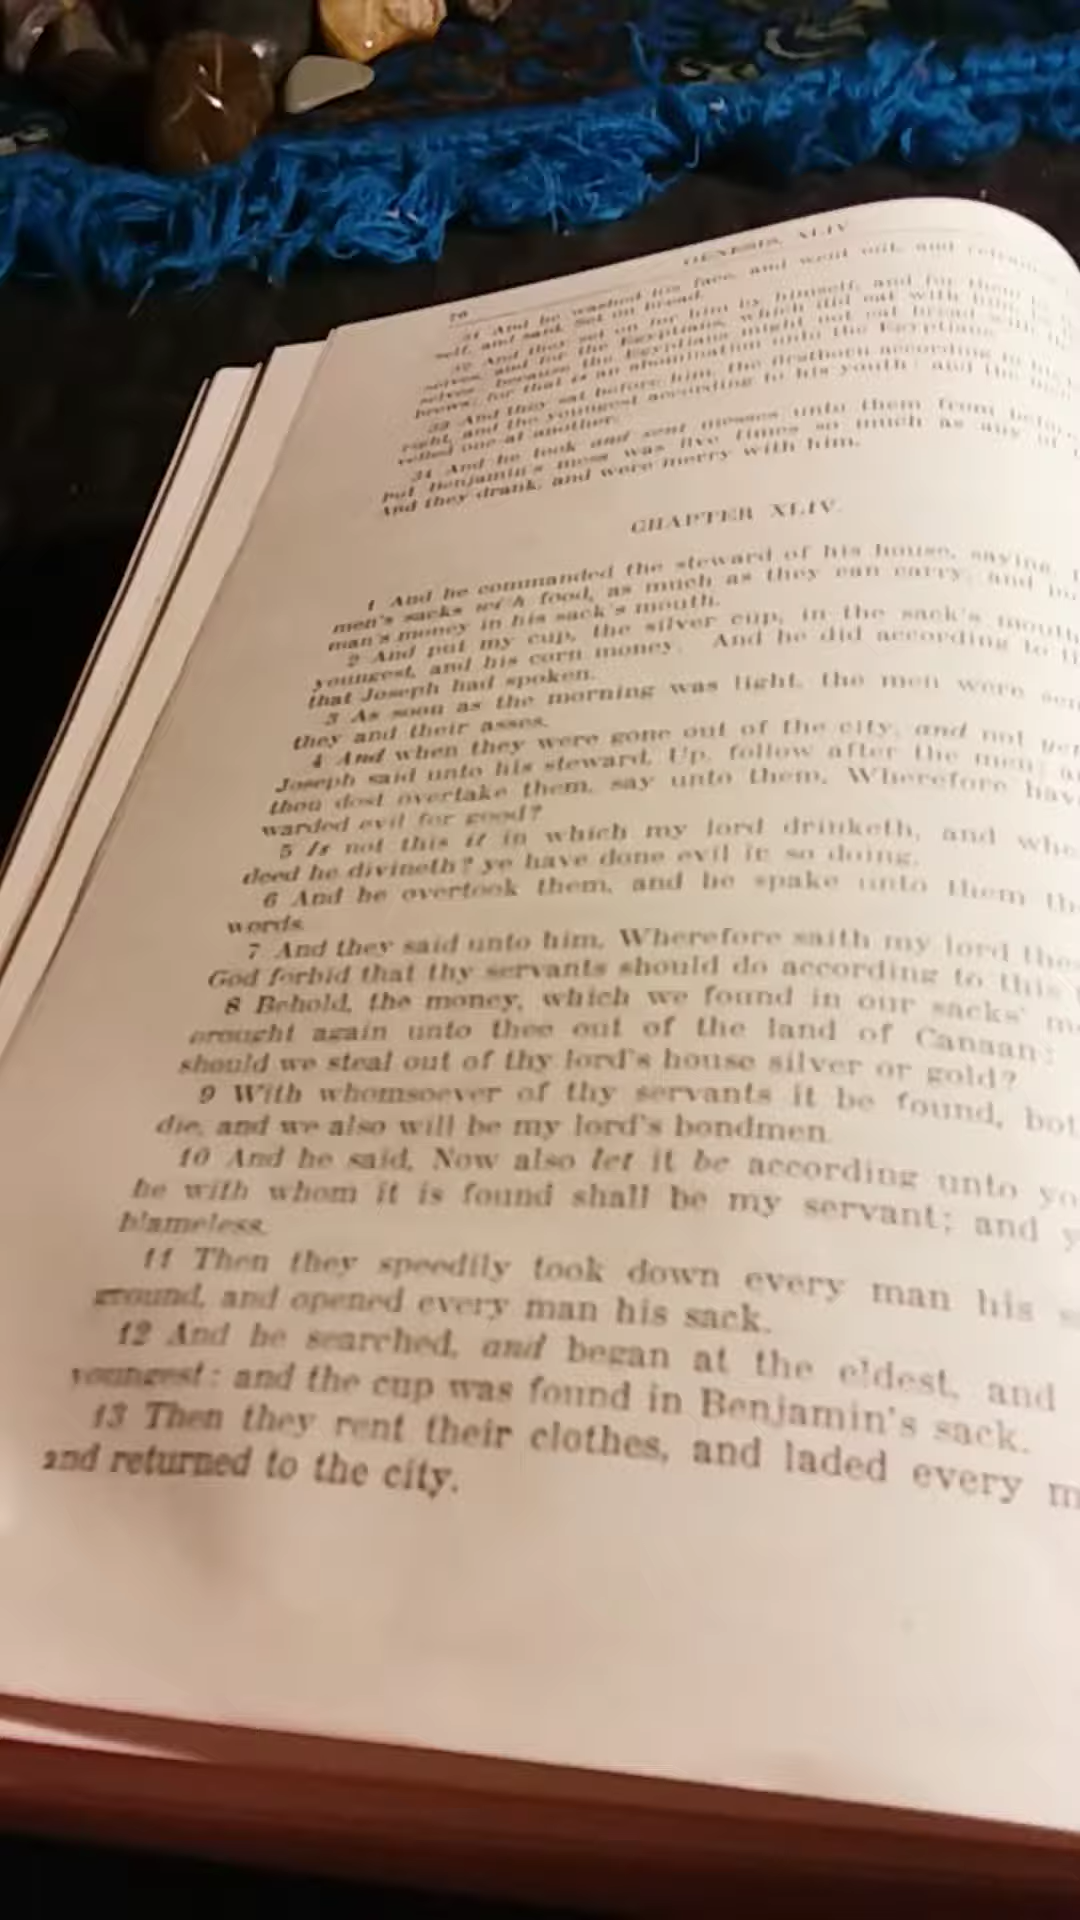 76 GENESIS, XLIV
31 And he washed his face, and went out, and refrained
self, and said, Set on bread.
32 And they set on for him by himself, and for them by
selves, and for the Egyptians, which did eat with him, by
selves: because the Egyptians might not eat bread with the
brews; for that is an abomination unto the Egyptians.
33 And they sat before him, the firstborn according to his
right, and the youngest according to his youth: and the men
velled one at another.
34 And he took and sent messes unto them from before
but Benjamin's mess was five times so much as any of
And they drank, and were merry with him.
CHAPTER XLIV.
1 And he commanded the steward of his house, saying,
men's sacks with food, as much as they can carry, and
man's money in his sack's mouth.
2 And put my cup, the silver cup, in the sack's mouth
youngest, and his corn money. And he did according to
that Joseph had spoken.
3 As soon as the morning was light, the men were sen
they and their asses.
4 And when they were gone out of the city, and not yet
Joseph said unto his steward, Up, follow after the men;
thou dost overtake them, say unto them, Wherefore hav
warded evil for good?
5 Is not this it in which my lord drinketh, and whe
deed he divineth? ye have done evil in so doing.
6 And he overtook them, and he spake unto them the
words.
7 And they said unto him, Wherefore saith my lord thes
God forbid that thy servants should do according to this
8 Behold, the money, which we found in our sacks' m
brought again unto thee out of the land of Canaan:
should we steal out of thy lord's house silver or gold?
9 With whomsoever of thy servants it be found, bot
die, and we also will be my lord's bondmen.
10 And he said, Now also let it be according unto yo
he with whom it is found shall be my servant; and y
blameless.
11 Then they speedily took down every man his s
ground, and opened every man his sack.
12 And he searched, and began at the eldest, and
youngest: and the cup was found in Benjamin's sack.
13 Then they rent their clothes, and laded every m
and returned to the city.